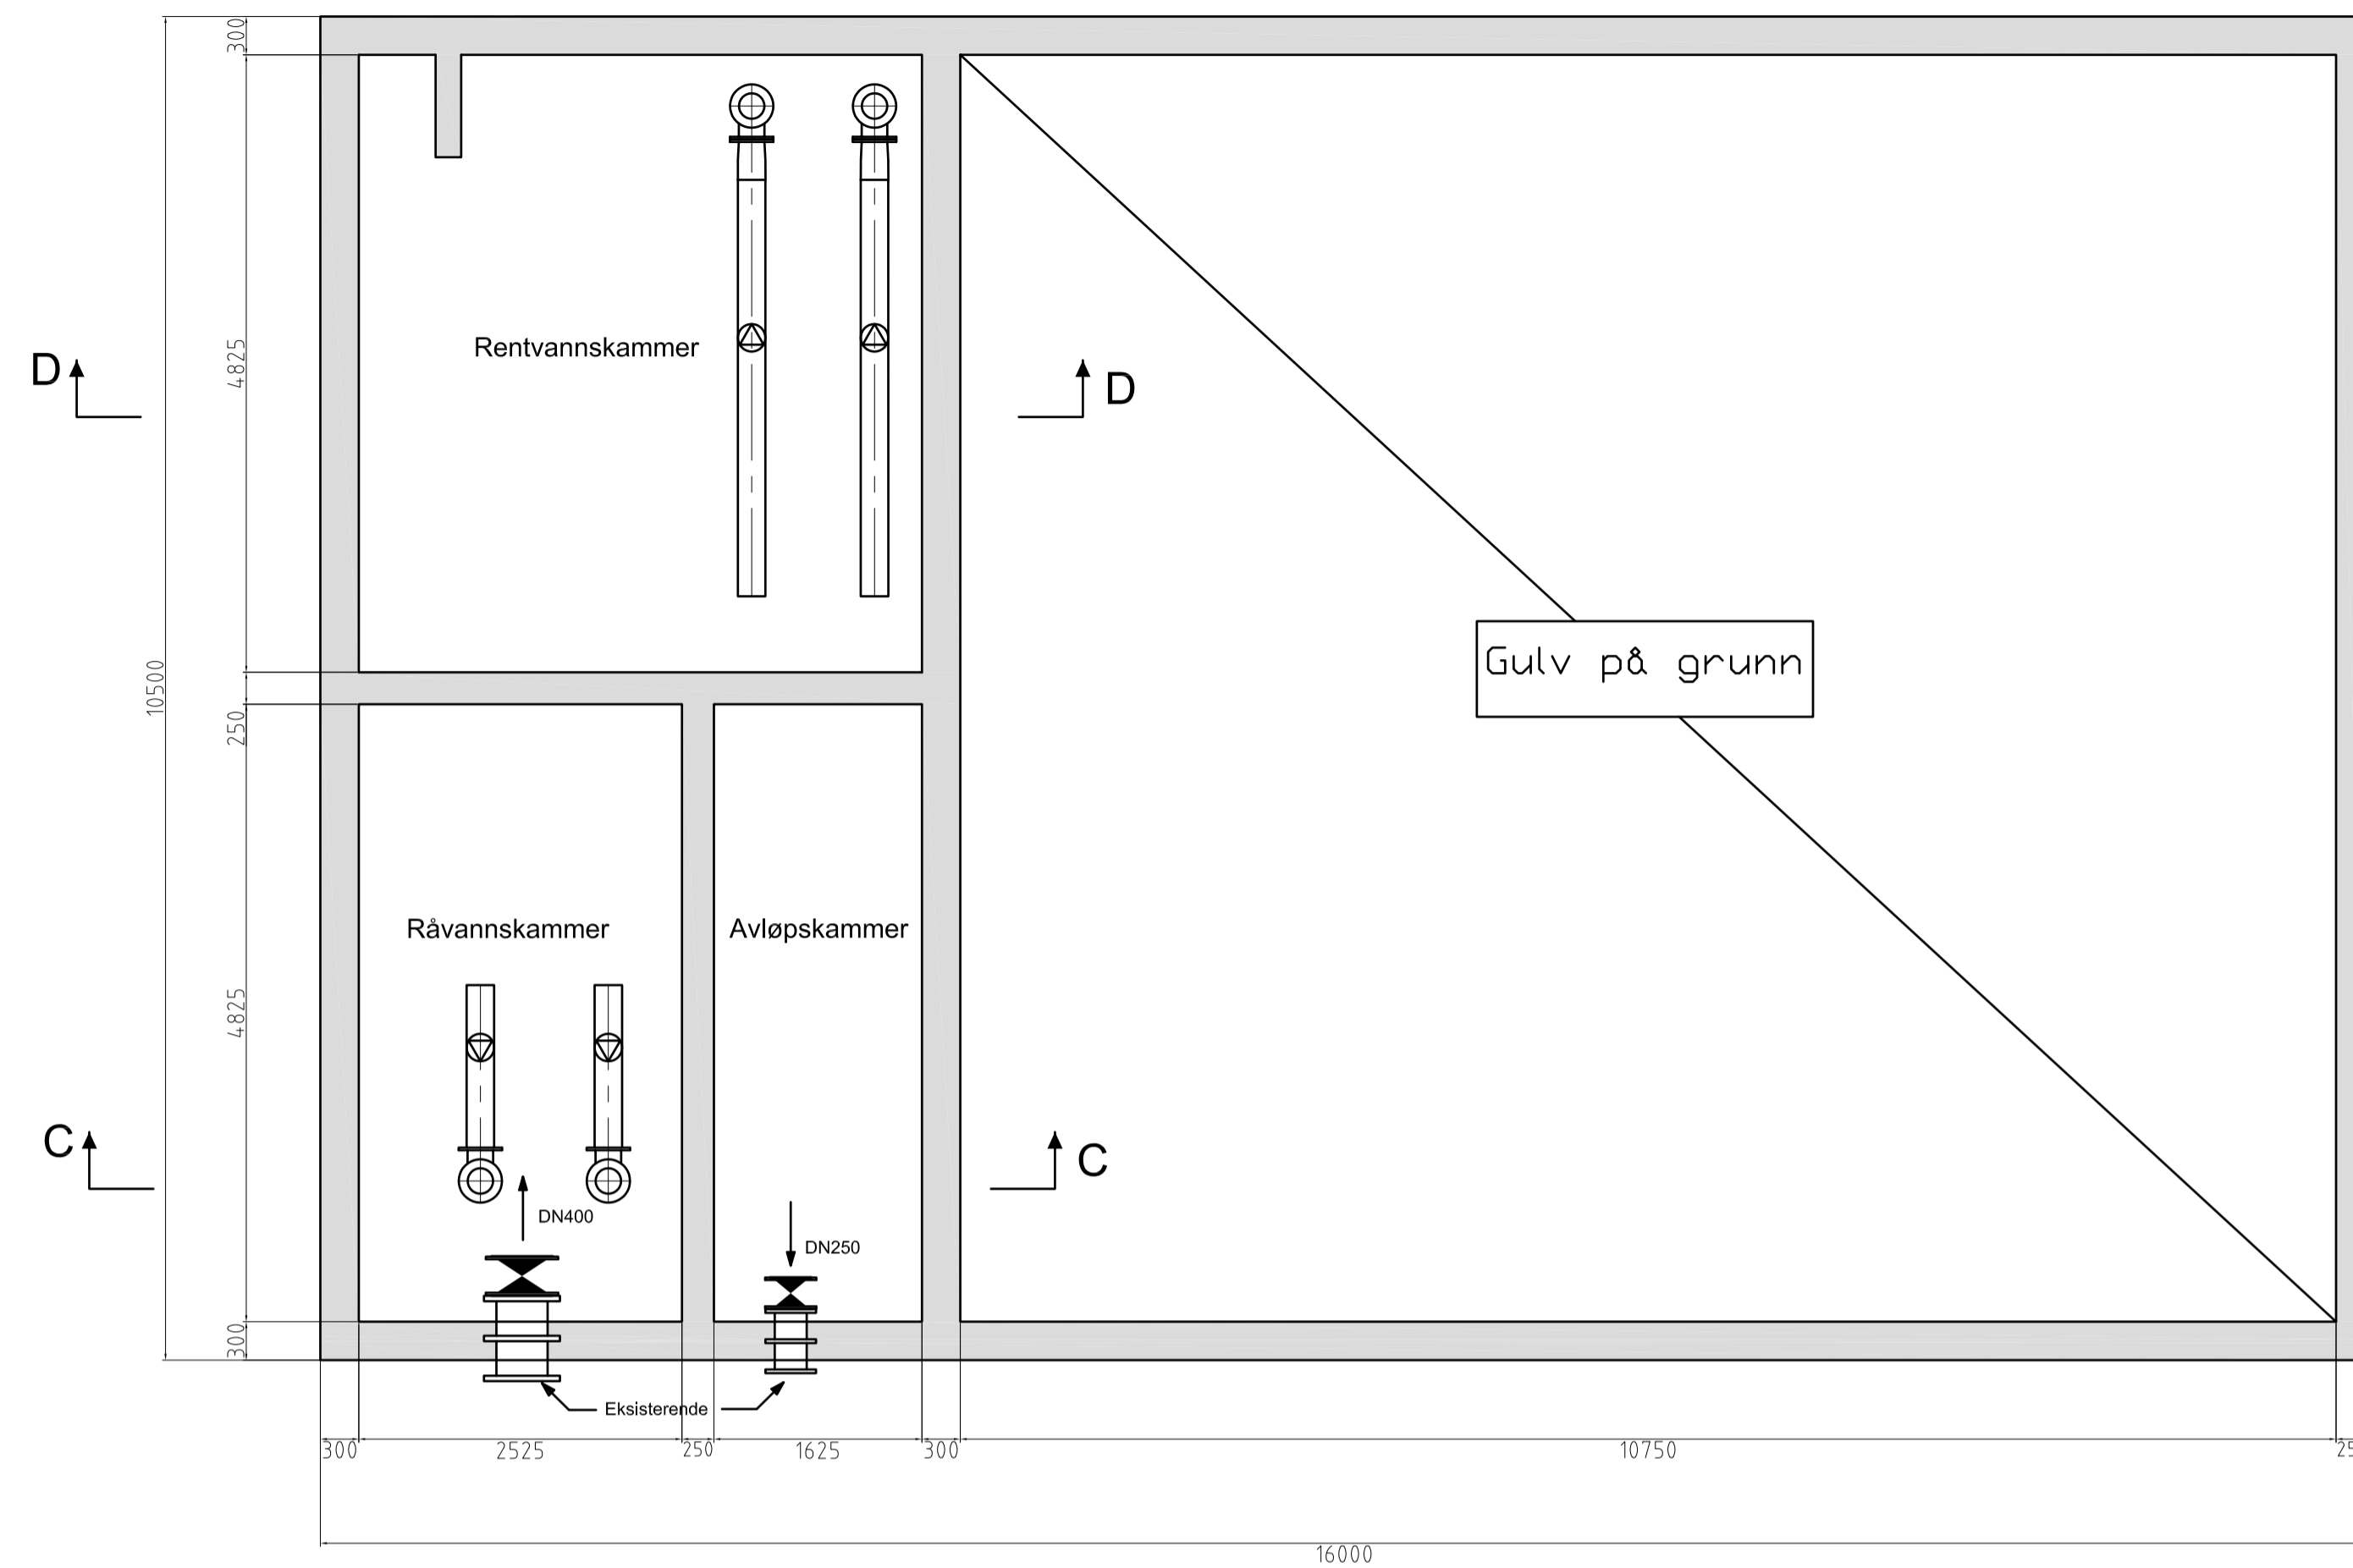 300
Rentvannskammer
4825
D
D
10500
Gulv på grunn
250
Råvannskammer
Avløpskammer
4825
C
C
DN400
DN250
300
Eksisterende
300
2525
250
1625
300
10750
16000